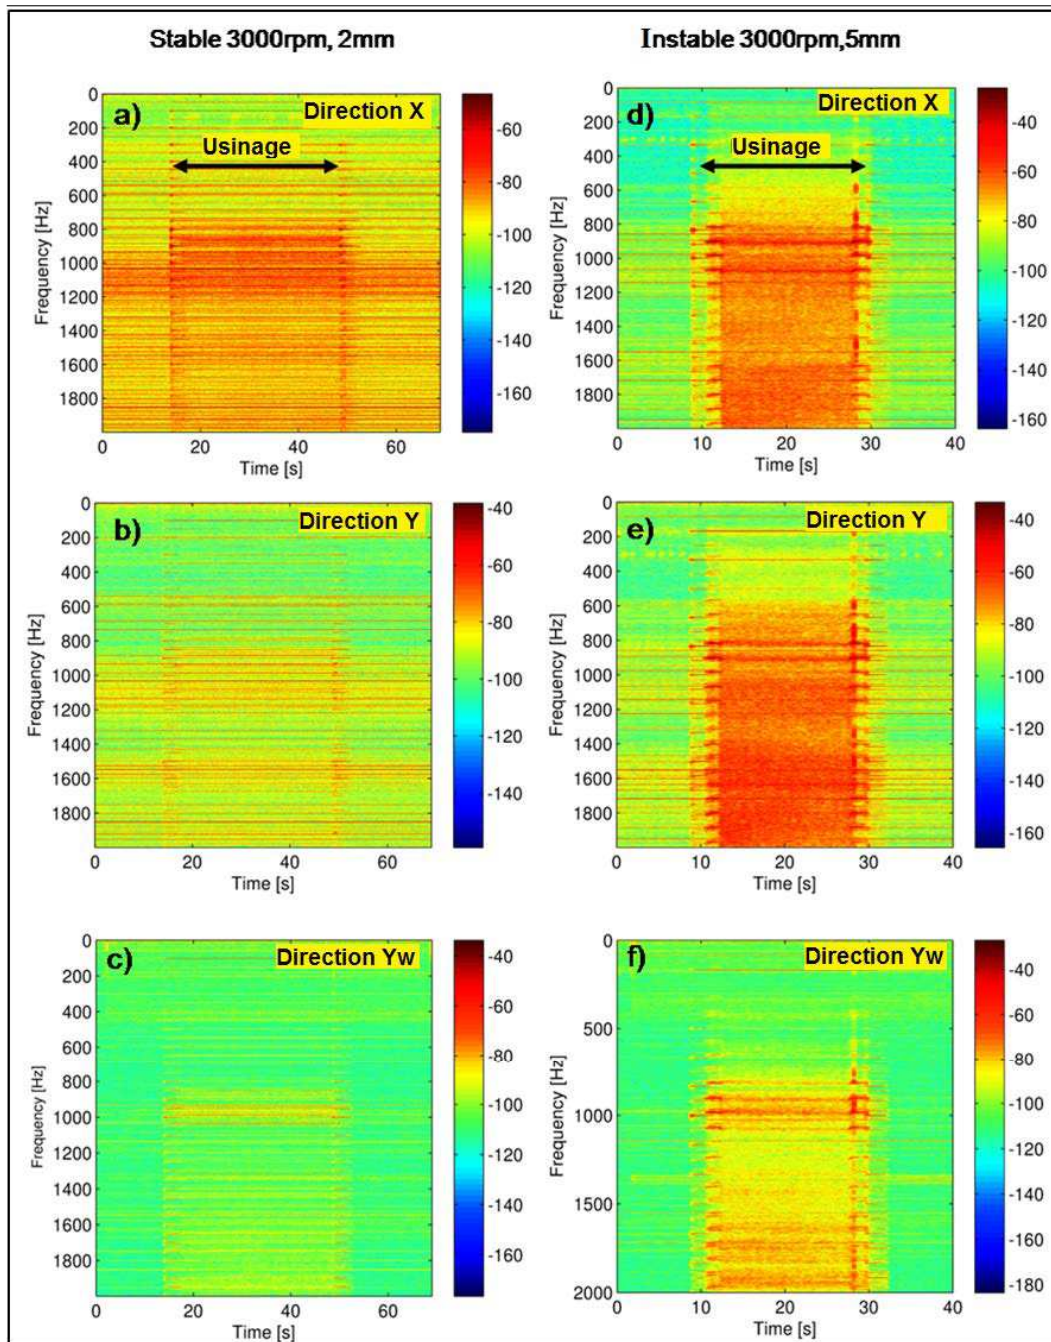 Stable 3000rpm, 2mm
Instable 3000rpm,5mm
a)
Direction X
Usinage
0
200
400
600
800
1000
1200
1400
1600
1800
Frequency [Hz]
0 20 40 60
Time [s]
-60
-80
-100
-120
-140
-160
d)
Direction X
Usinage
0
200
400
600
800
1000
1200
1400
1600
1800
Frequency [Hz]
0 10 20 30 40
Time [s]
-40
-60
-80
-100
-120
-140
-160
b)
Direction Y
0
200
400
600
800
1000
1200
1400
1600
1800
Frequency [Hz]
0 20 40 60
Time [s]
-40
-60
-80
-100
-120
-140
e)
Direction Y
0
200
400
600
800
1000
1200
1400
1600
1800
Frequency [Hz]
0 10 20 30 40
Time [s]
-40
-60
-80
-100
-120
-140
-160
c)
Direction Yw
0
200
400
600
800
1000
1200
1400
1600
1800
Frequency [Hz]
0 20 40 60
Time [s]
-40
-60
-80
-100
-120
-140
-160
f)
Direction Yw
0
500
1000
1500
2000
Frequency [Hz]
0 10 20 30 40
Time [s]
-40
-60
-80
-100
-120
-140
-160
-180